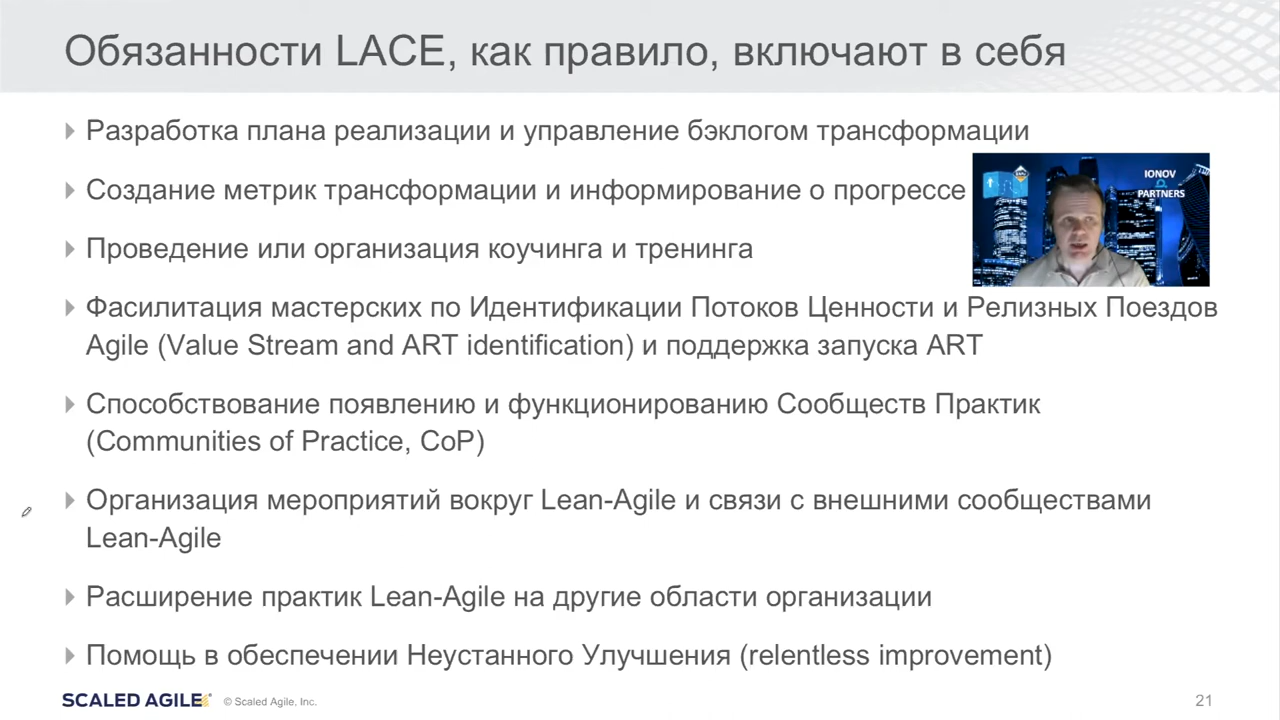 Обязанности LACE, как правило, включают в себя
Разработка плана реализации и управление бэклогом трансформации
Создание метрик трансформации и информирование о прогрессе
IONOV
PARTNERS
Проведение или организация коучинга и тренинга
Фасилитация мастерских по Идентификации Потоков Ценности и Релизных Поездов
Agile (Value Stream and ART identification) и поддержка запуска ART
Способствование появлению и функционированию Сообществ Практик
(Communities of Practice, CoP)
Организация мероприятий вокруг Lean-Agile и связи с внешними сообществами
Lean-Agile
Расширение практик Lean-Agile на другие области организации
Помощь в обеспечении Неустанного Улучшения (relentless improvement)
SCALED AGILE © Scaled Agile, Inc.
21